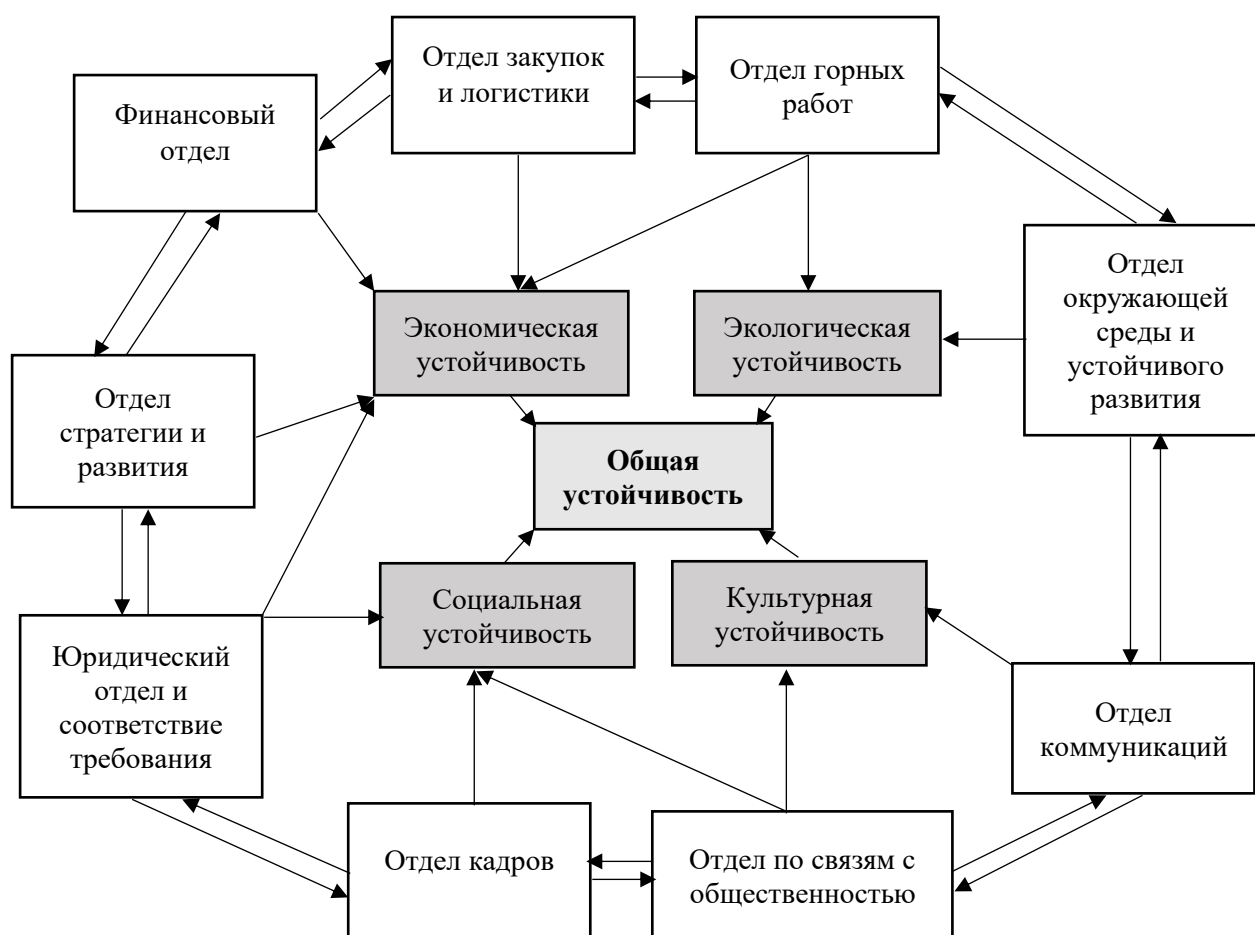 Отдел закупок
и логистики
Отдел горных
работ
Финансовый
отдел
Отдел
окружающей
среды и
устойчивого
развития
Экономическая
устойчивость
Экологическая
устойчивость
Отдел
стратегии и
развития
Общая
устойчивость
Социальная
устойчивость
Культурная
устойчивость
Юридический
отдел и
соответствие
требования
Отдел
коммуникаций
Отдел кадров
Отдел по связям с
общественностью